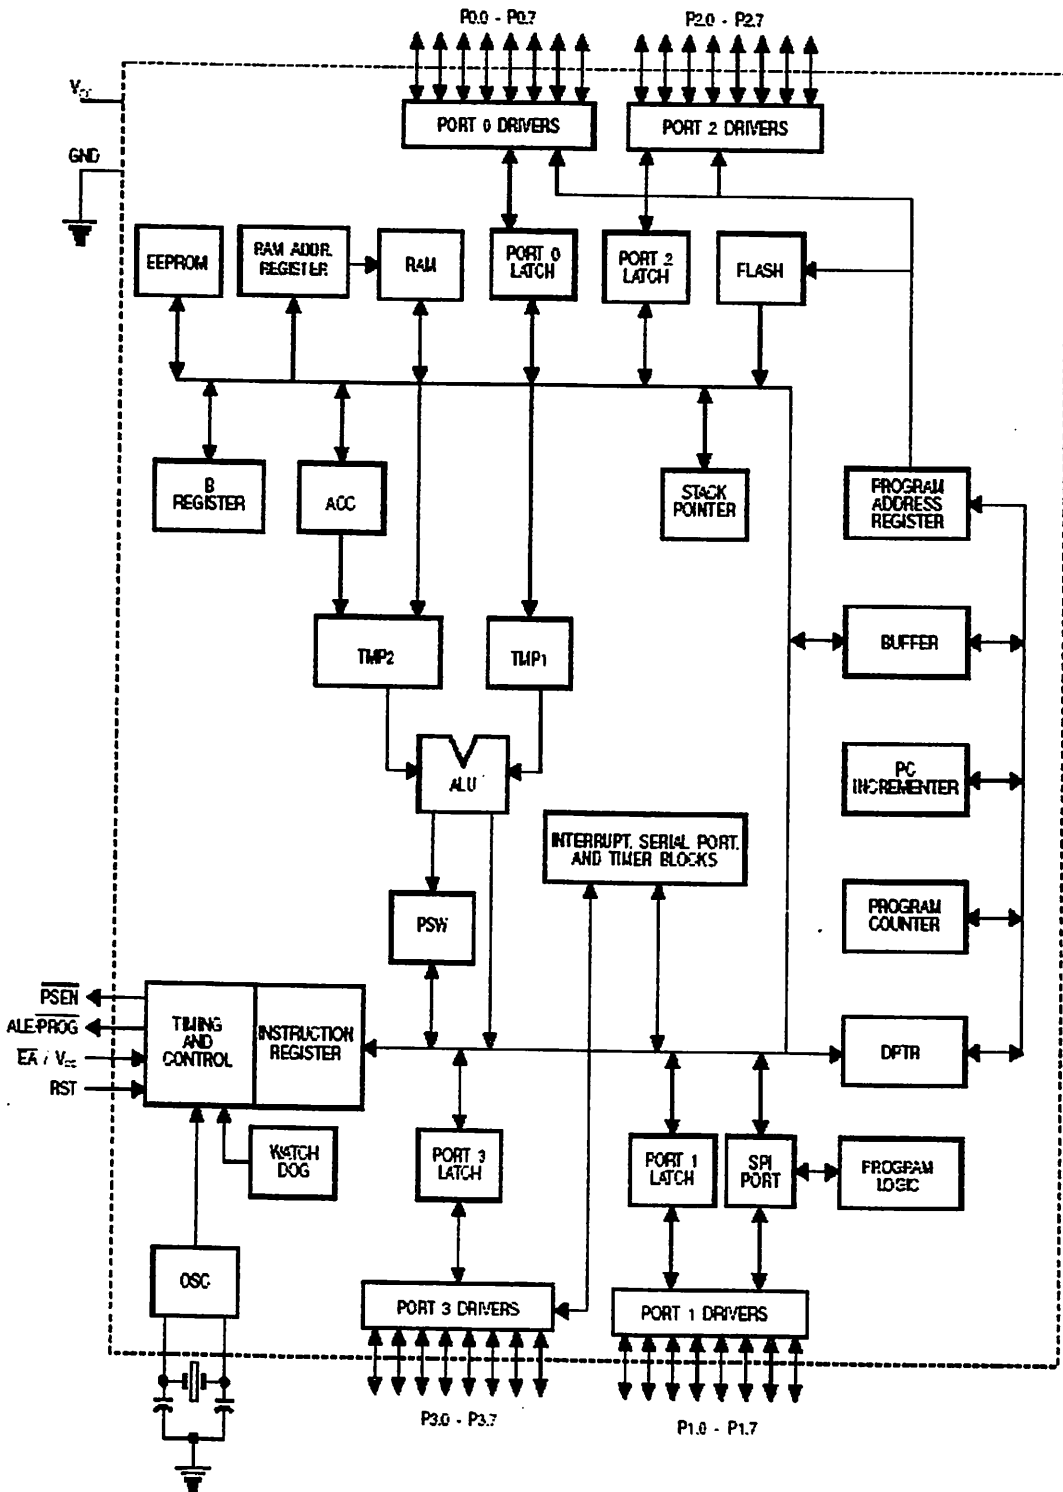 P0.0 - P0.7
P2.0 - P2.7
VCC
GND
PORT 0 DRIVERS
PORT 2 DRIVERS
EEPROM
RAM ADDR.
REGISTER
RAM
PORT 0
LATCH
PORT 2
LATCH
FLASH
B
REGISTER
ACC
STACK
POINTER
PROGRAM
ADDRESS
REGISTER
TMP2
TMP1
BUFFER
ALU
PC
INCREMENTER
INTERRUPT, SERIAL PORT,
AND TIMER BLOCKS
PSW
PROGRAM
COUNTER
PSEN
ALE/PROG
EA / V
RST
TIMING
AND
CONTROL
INSTRUCTION
REGISTER
DPTR
WATCH
DOG
PORT 3
LATCH
PORT 1
LATCH
SPI
PORT
PROGRAM
LOGIC
OSC
PORT 3 DRIVERS
PORT 1 DRIVERS
P3.0 - P3.7
P1.0 - P1.7